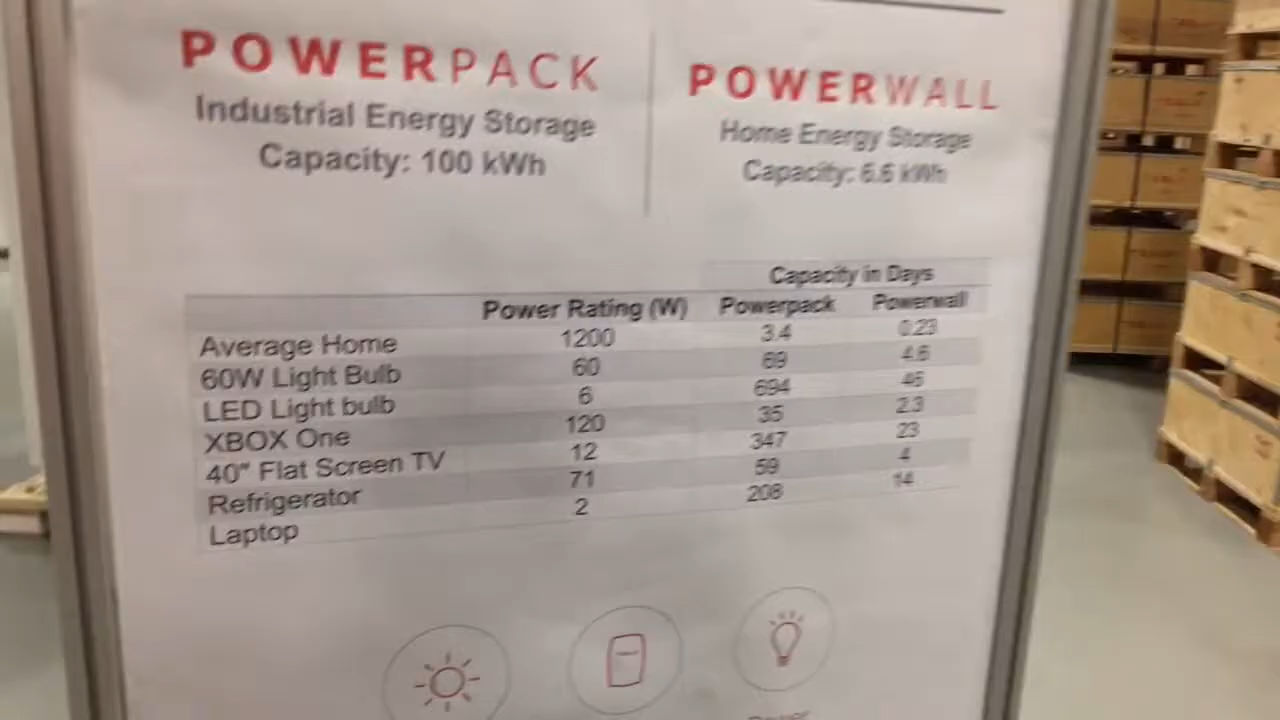 POWERPACK
Industrial Energy Storage
Capacity: 100 kWh
POWERWALL
Home Energy Storage
Capacity: 6.6 kWh
Capacity in Days
Power Rating (W) Powerpack Powerwall
Average Home 1200 3.4 0.23
60W Light Bulb 60 69 4.6
LED Light bulb 6 694 46
XBOX One 120 35 2.3
40" Flat Screen TV 12 347 23
Refrigerator 71 59 4
Laptop 2 208 14